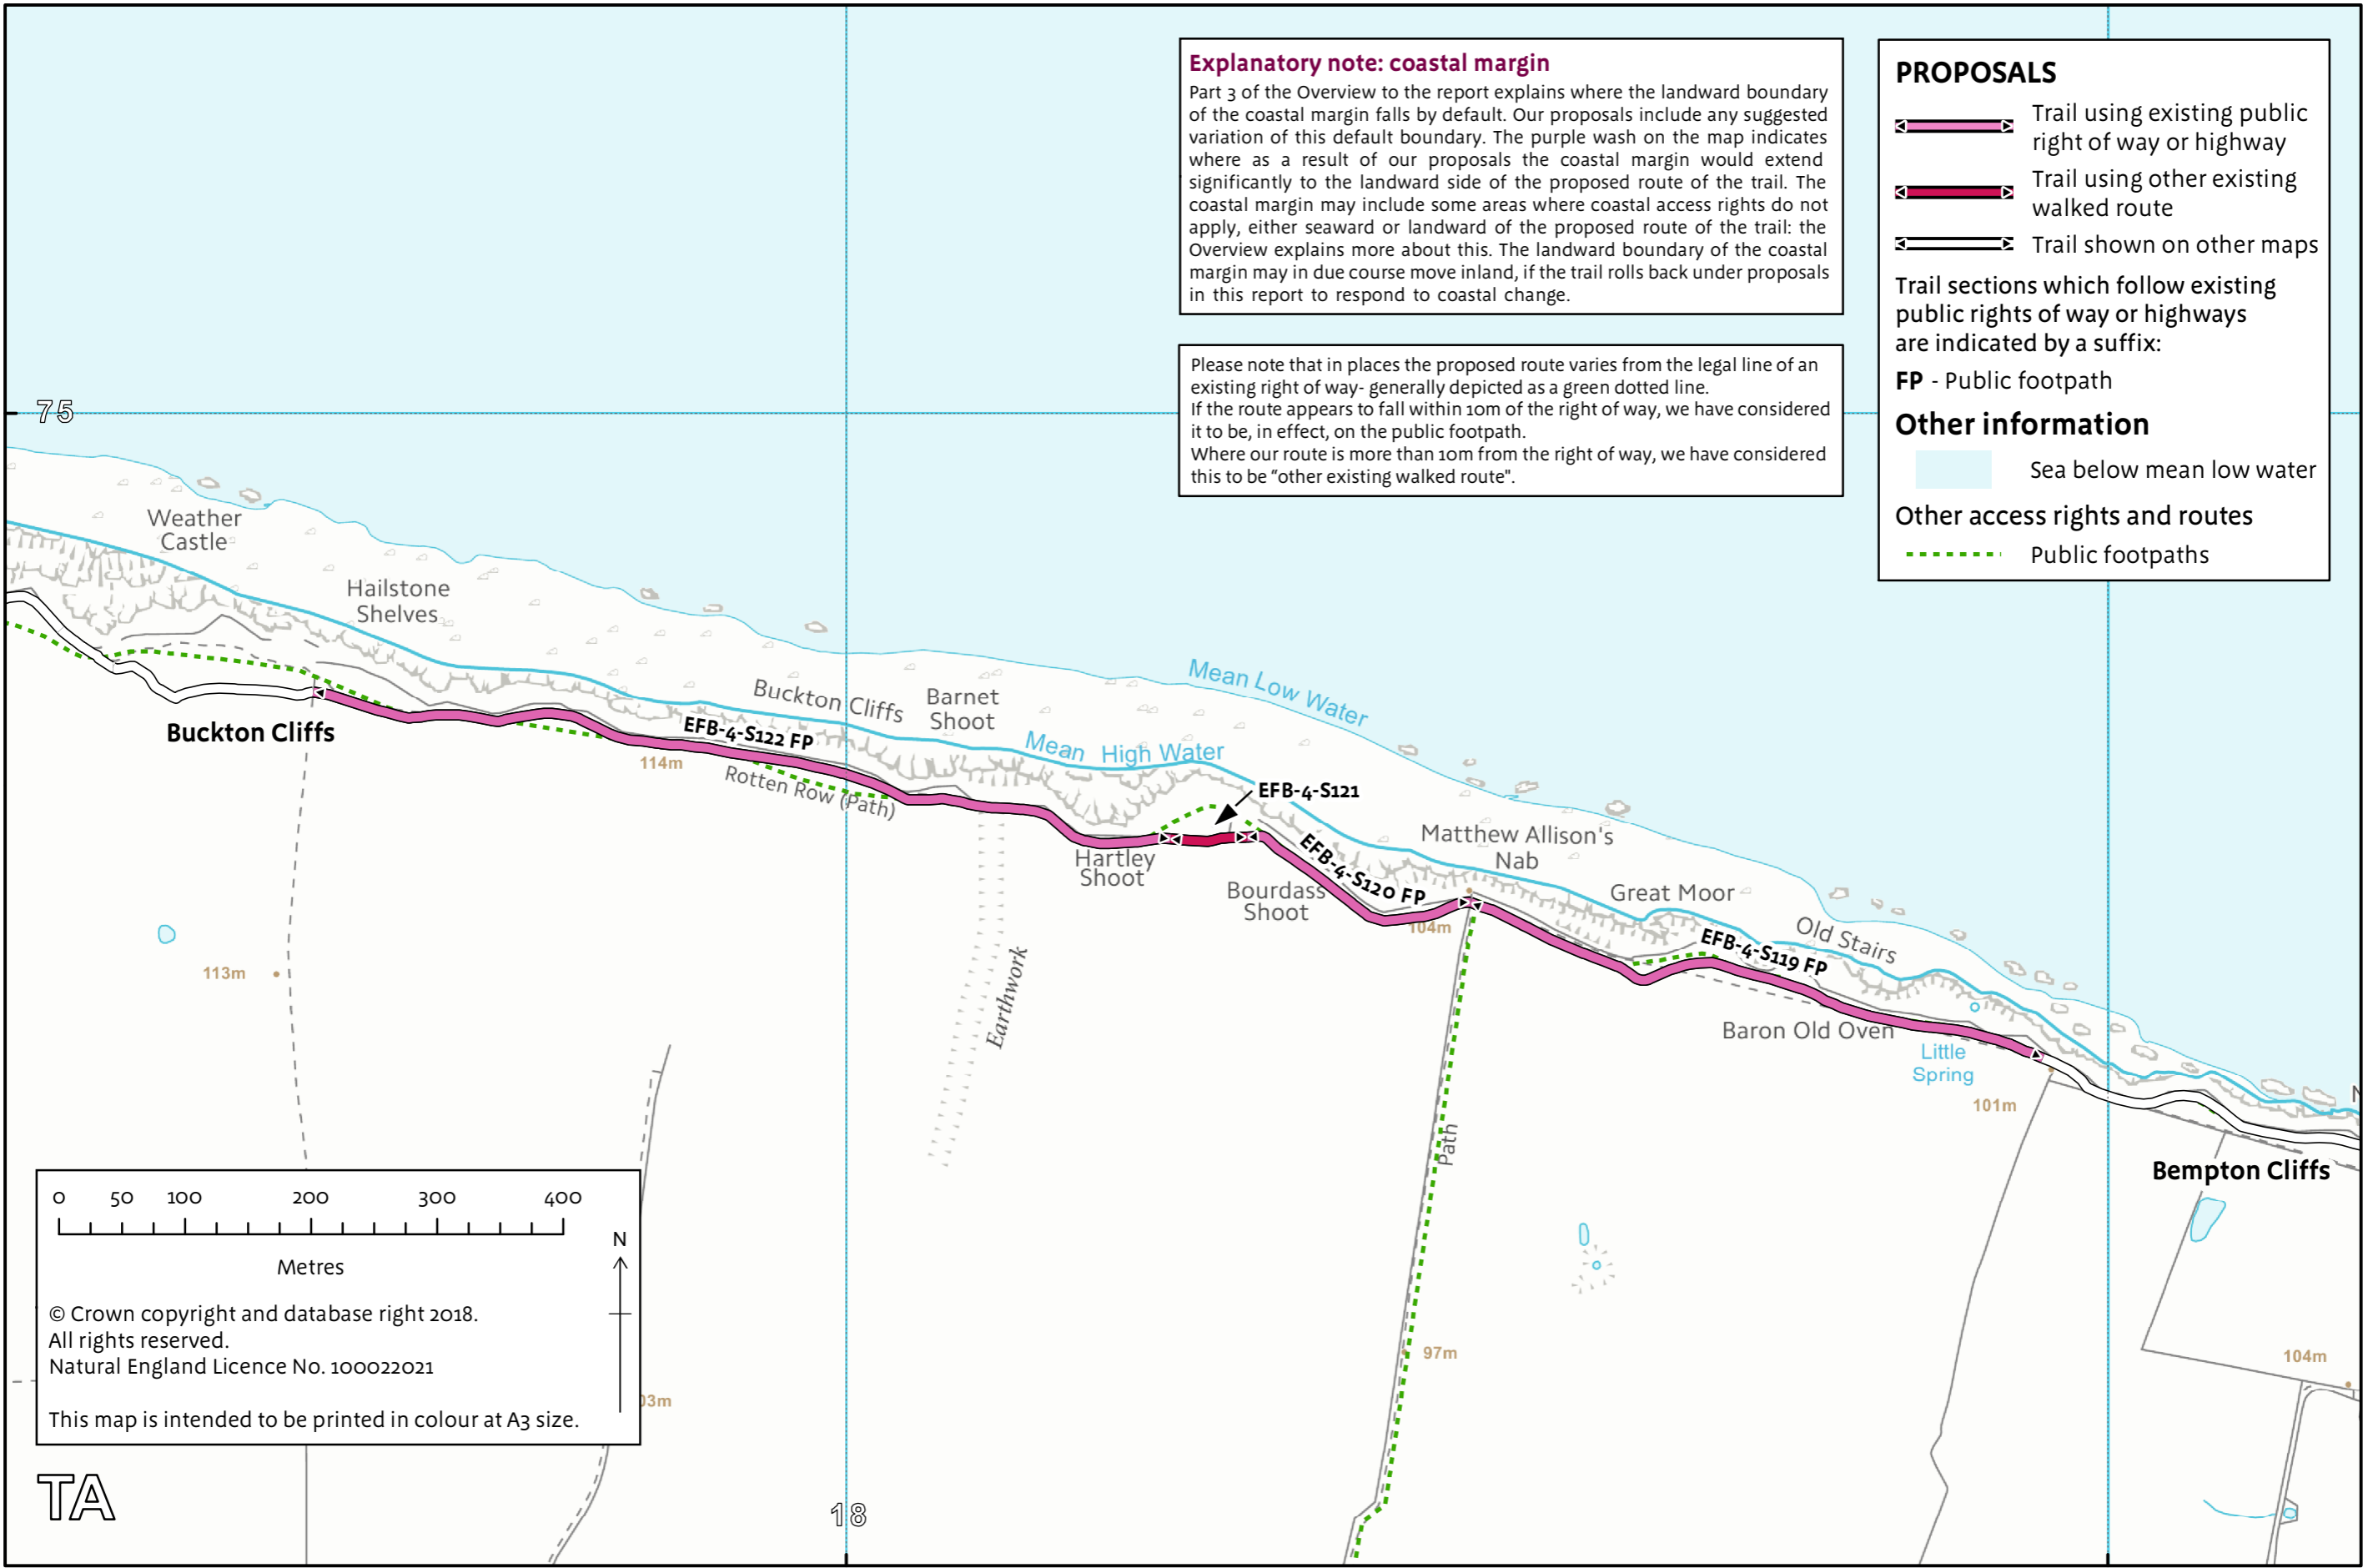 Explanatory note: coastal margin
Part 3 of the Overview to the report explains where the landward boundary
of the coastal margin falls by default. Our proposals include any suggested
variation of this default boundary. The purple wash on the map indicates
where as a result of our proposals the coastal margin would extend
significantly to the landward side of the proposed route of the trail. The
coastal margin may include some areas where coastal access rights do not
apply, either seaward or landward of the proposed route of the trail: the
Overview explains more about this. The landward boundary of the coastal
margin may in due course move inland, if the trail rolls back under proposals
in this report to respond to coastal change.
Please note that in places the proposed route varies from the legal line of an
existing right of way- generally depicted as a green dotted line.
If the route appears to fall within 10m of the right of way, we have considered
it to be, in effect, on the public footpath.
Where our route is more than 10m from the right of way, we have considered
this to be “other existing walked route".
PROPOSALS
Trail using existing public
right of way or highway
Trail using other existing
walked route
Trail shown on other maps
Trail sections which follow existing
public rights of way or highways
are indicated by a suffix:
FP - Public footpath
Other information
Sea below mean low water
Other access rights and routes
Public footpaths
75
Weather
Castle
Hailstone
Shelves
Buckton Cliffs
Buckton Cliffs
Barnet
Shoot
Mean Low Water
Mean High Water
EFB-4-S122 FP
114m
Rotten Row (Path)
EFB-4-S121
Hartley
Shoot
Bourdass
Shoot
EFB-4-S120 FP
Matthew Allison's
Nab
104m
Great Moor
Old Stairs
EFB-4-S119 FP
Baron Old Oven
Little
Spring
101m
N
Bempton Cliffs
113m
Earthwork
Path
97m
104m
03m
0 50 100 200 300 400
Metres
N
© Crown copyright and database right 2018.
All rights reserved.
Natural England Licence No. 100022021
This map is intended to be printed in colour at A3 size.
TA
18